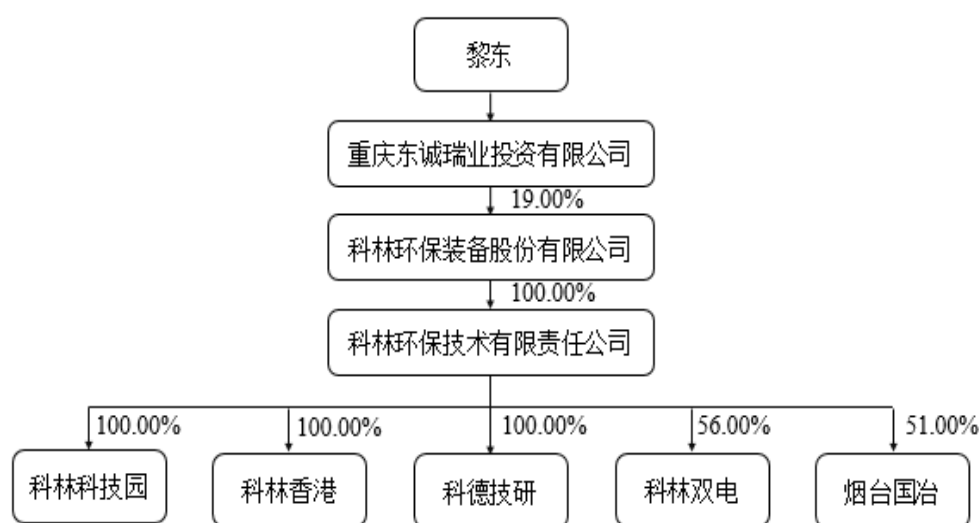 黎东
重庆东诚瑞业投资有限公司
19.00%
科林环保装备股份有限公司
100.00%
科林环保技术有限责任公司
100.00%
100.00%
100.00%
56.00%
51.00%
科林科技园
科林香港
科德技研
科林双电
烟台国冶